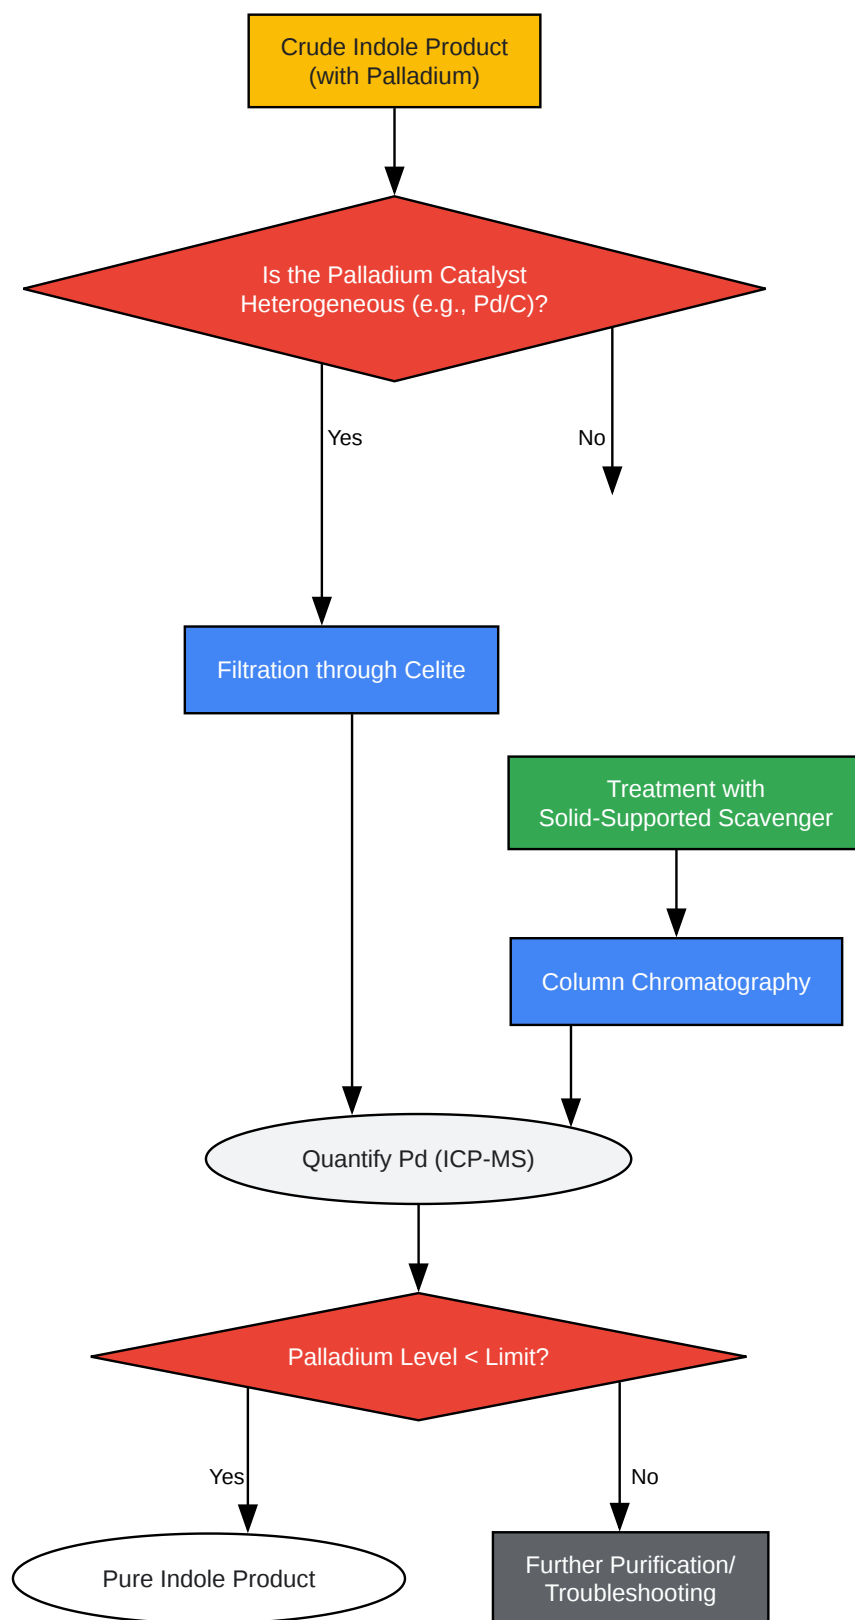 Crude Indole Product
(with Palladium)
Is the Palladium Catalyst
Heterogeneous (e.g., Pd/C)?
Yes
No
Filtration through Celite
Treatment with
Solid-Supported Scavenger
Column Chromatography
Quantify Pd (ICP-MS)
Palladium Level < Limit?
Yes
No
Pure Indole Product
Further Purification/
Troubleshooting